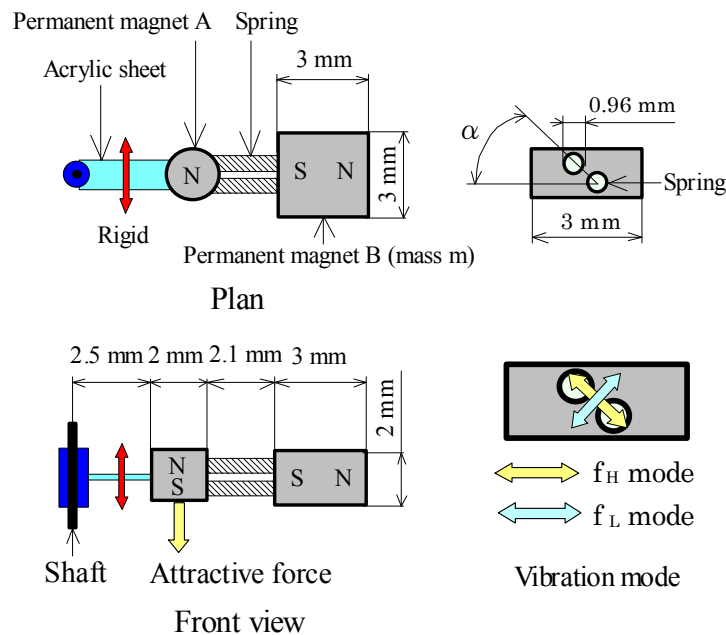 Permanent magnet A
Spring
Acrylic sheet
3 mm
N
S N
3 mm
Rigid
Permanent magnet B (mass m)
Plan
α
0.96 mm
Spring
3 mm
2.5 mm 2 mm 2.1 mm 3 mm
N
S
S N
2 mm
Shaft
Attractive force
Front view
f H mode
f L mode
Vibration mode